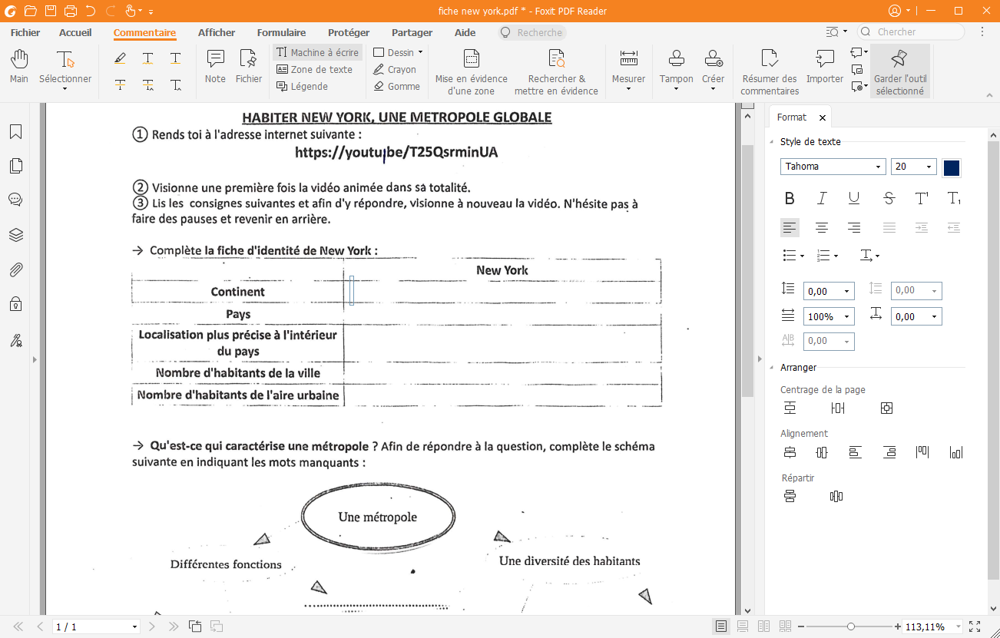 fiche new york.pdf * - Foxit PDF Reader
Fichier Accueil Commentaire Afficher Formulaire Protéger Partager Aide Recherche Chercher
Main Sélectionner Note Fichier
Machine à écrire
Zone de texte
Légende
Dessin
Crayon
Gomme
Mise en évidence
d'une zone
Rechercher &
mettre en évidence
Mesurer
Tampon
Créer
Résumer des
commentaires
Importer
Garder l'outil
sélectionné
HABITER NEW YORK, UNE METROPOLE GLOBALE
① Rends toi à l'adresse internet suivante :
https://youtu|be/T25QsrminUA
② Visionne une première fois la vidéo animée dans sa totalité.
③ Lis les consignes suivantes et afin d'y répondre, visionne à nouveau la vidéo. N'hésite pas à
faire des pauses et revenir en arrière.
→ Complète la fiche d'identité de New York :
New York
Continent
Pays
Localisation plus précise à l'intérieur
du pays
Nombre d'habitants de la ville
Nombre d'habitants de l'aire urbaine
→ Qu'est-ce qui caractérise une métropole ? Afin de répondre à la question, complète le schéma
suivante en indiquant les mots manquants :
Une métropole
Différentes fonctions
Une diversité des habitants
Format
Style de texte
Tahoma 20
B I U S T' T,
0,00 0,00
100% 0,00
A|B 0,00
Arranger
Centrage de la page
Alignement
Répartir
1 / 1
113,11%